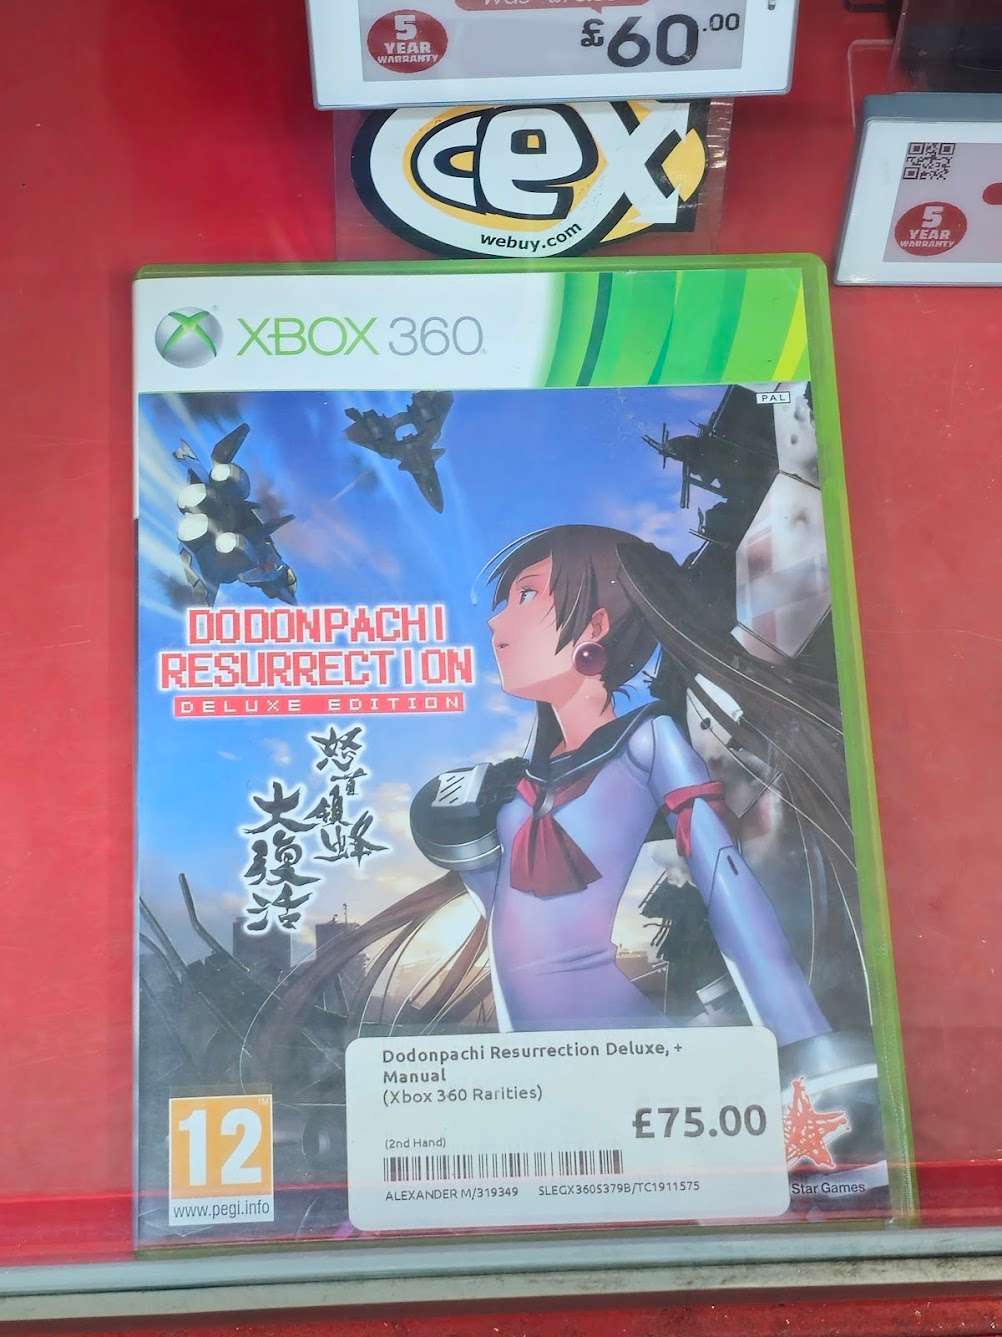 5
YEAR
WARRANTY
£60.00
cex
webuy.com
5
YEAR
WARRANTY
XBOX 360
PAL
DODONPACHI
RESURRECTION
DELUXE EDITION
怒首領蜂
大復活
Dodonpachi Resurrection Deluxe, +
Manual
(Xbox 360 Rarities)
£75.00
(2nd Hand)
ALEXANDER M/319349 SLEGX360S379B/TC1911575
12
www.pegi.info
Star Games